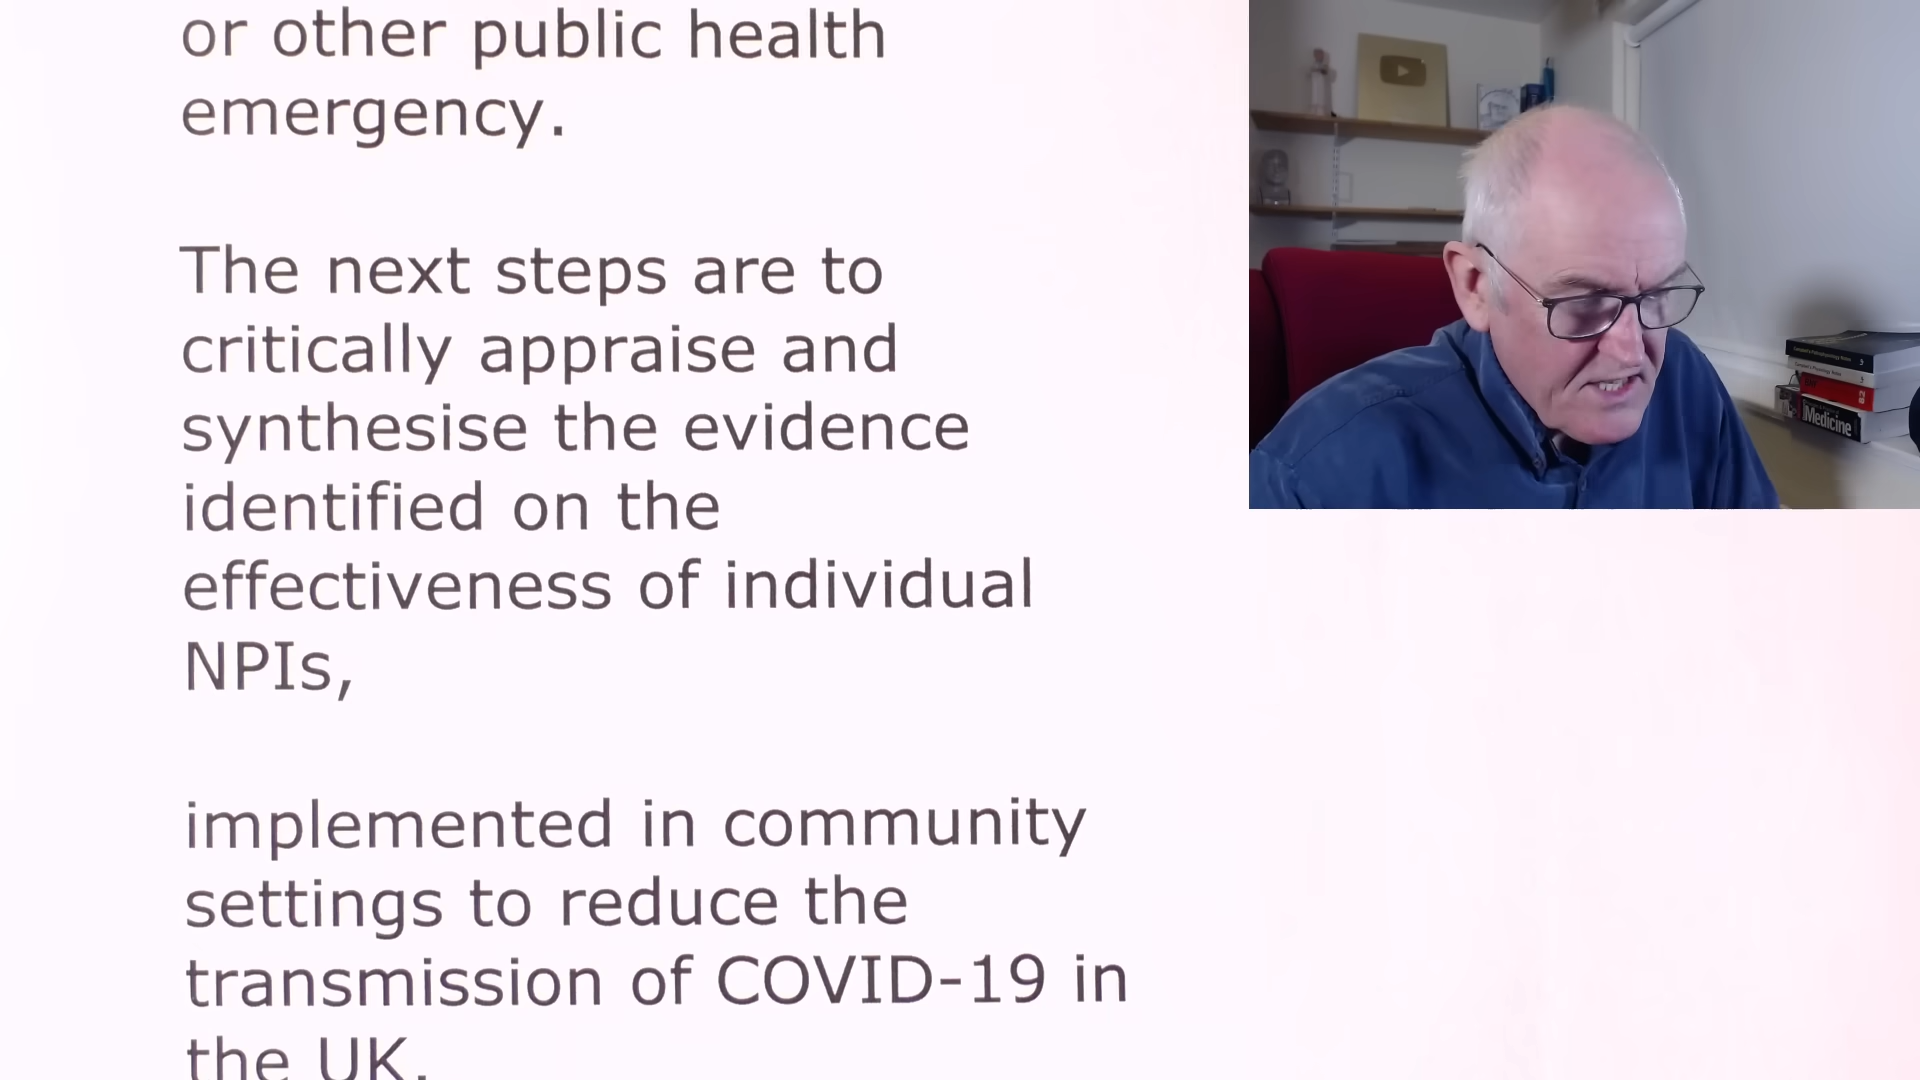 or other public health
emergency.
The next steps are to
critically appraise and
synthesise the evidence
identified on the
effectiveness of individual
NPIs,
implemented in community
settings to reduce the
transmission of COVID-19 in
the UK.
Medicine